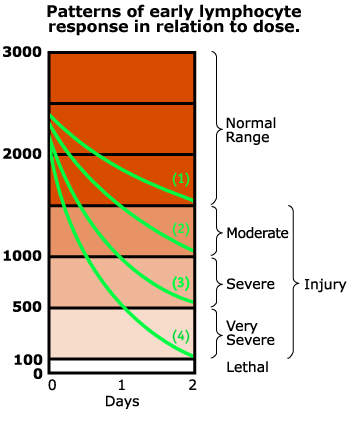 Patterns of early lymphocyte
response in relation to dose.
3000
2000
1000
500
100
0
(1)
(2)
(3)
(4)
Normal
Range
Moderate
Severe
Injury
Very
Severe
Lethal
0 1 2
Days